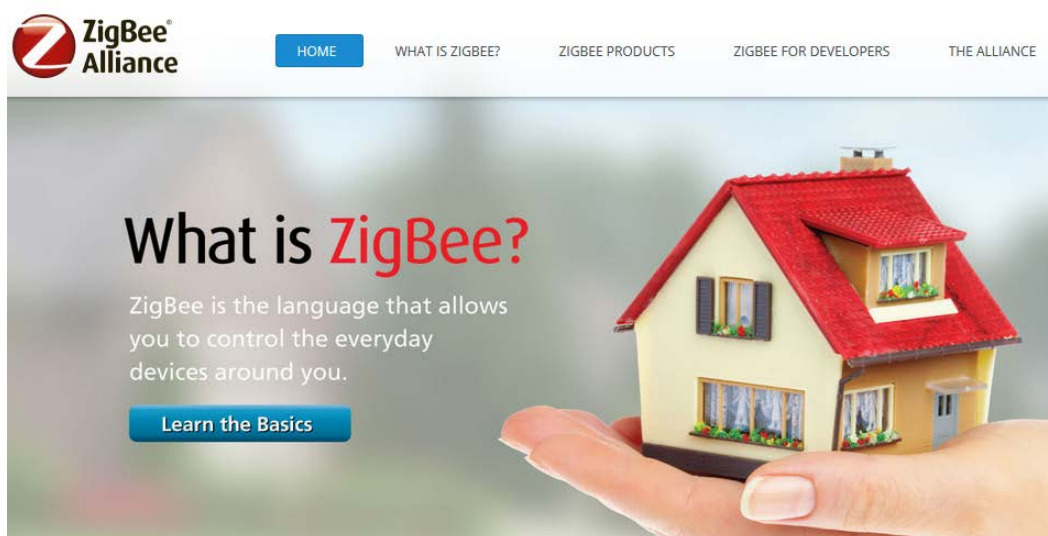 ZigBee®
Alliance
HOME
WHAT IS ZIGBEE?
ZIGBEE PRODUCTS
ZIGBEE FOR DEVELOPERS
THE ALLIANCE
What is ZigBee?
ZigBee is the language that allows
you to control the everyday
devices around you.
Learn the Basics